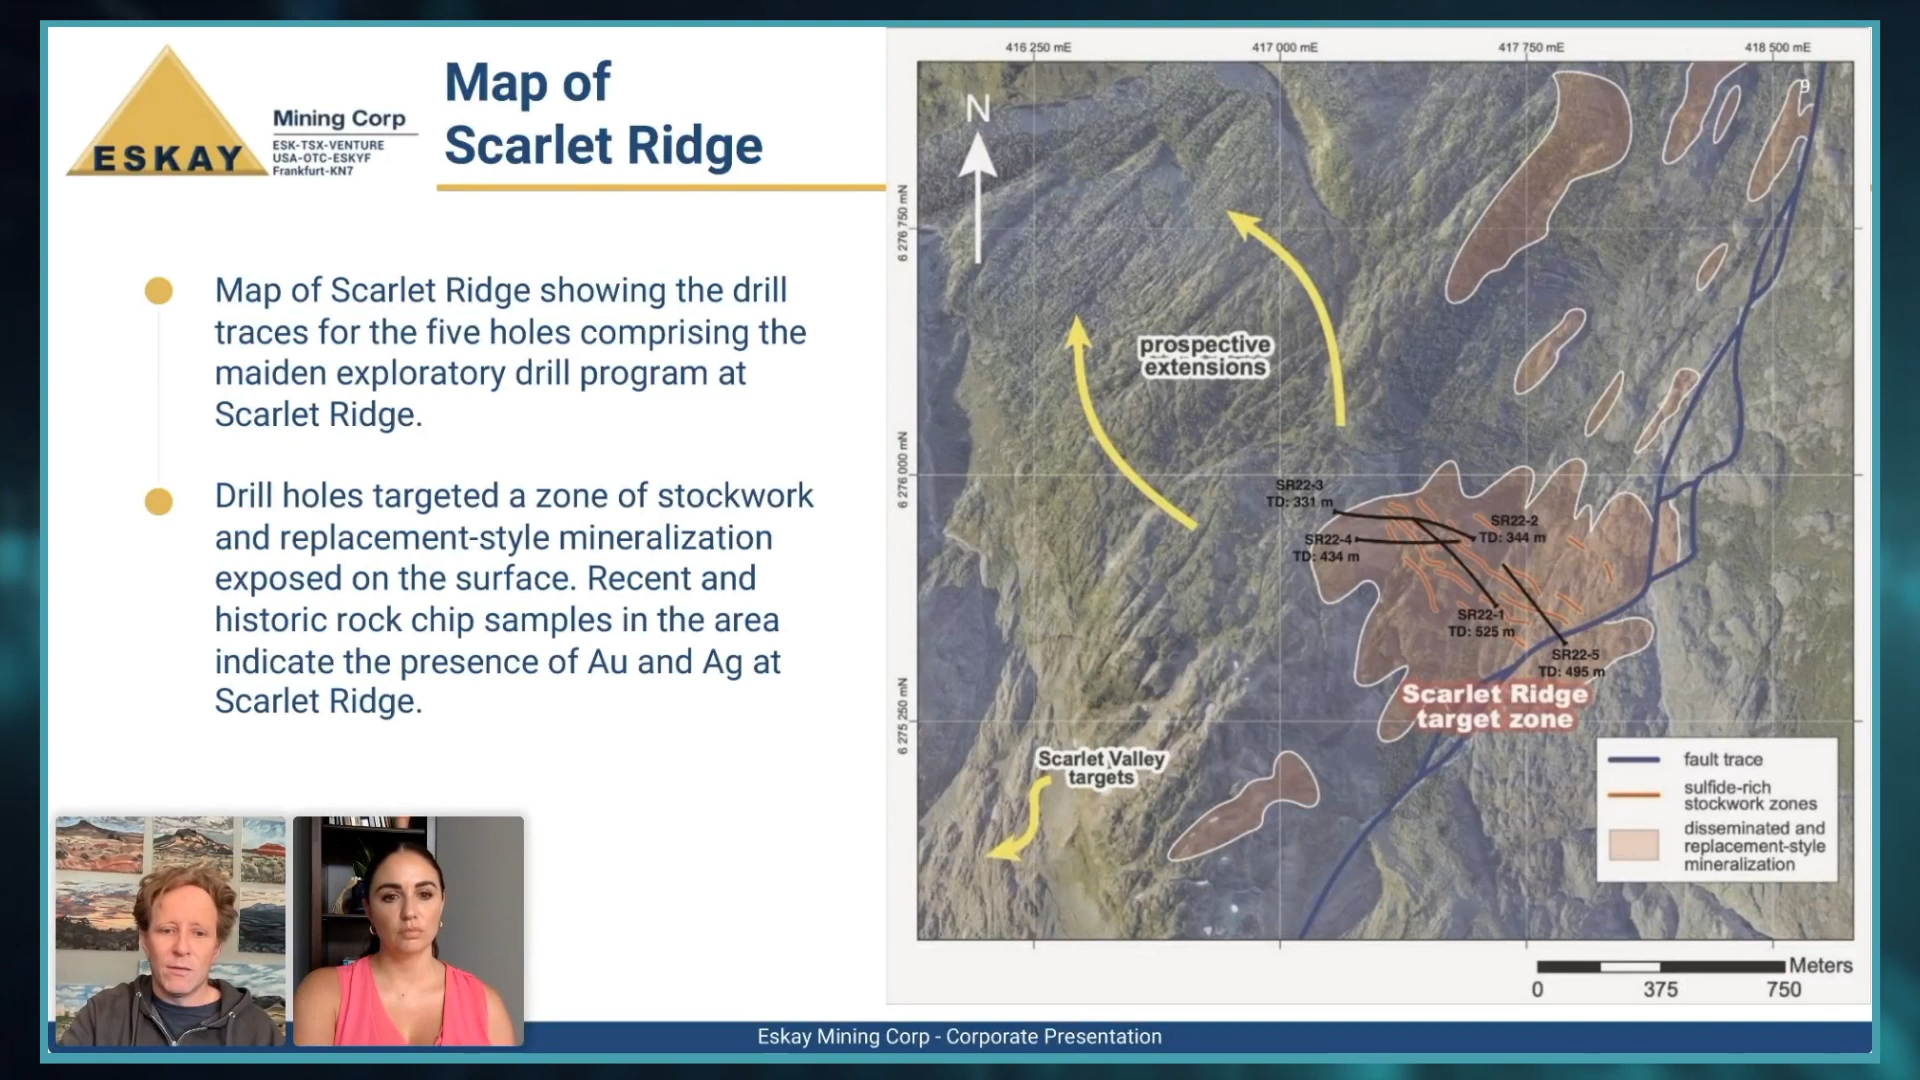 ESKAY
Mining Corp
ESK-TSX-VENTURE
USA-OTC-ESKYF
Frankfurt-KN7
Map of
Scarlet Ridge
Map of Scarlet Ridge showing the drill
traces for the five holes comprising the
maiden exploratory drill program at
Scarlet Ridge.
Drill holes targeted a zone of stockwork
and replacement-style mineralization
exposed on the surface. Recent and
historic rock chip samples in the area
indicate the presence of Au and Ag at
Scarlet Ridge.
416 250 mE
417 000 mE
417 750 mE
418 500 mE
6 276 750 mN
6 276 000 mN
6 275 250 mN
N
9
prospective
extensions
SR22-3
TD: 331 m
SR22-2
TD: 344 m
SR22-4
TD: 434 m
SR22-1
TD: 525 m
SR22-5
TD: 495 m
Scarlet Ridge
target zone
Scarlet Valley
targets
fault trace
sulfide-rich
stockwork zones
disseminated and
replacement-style
mineralization
Meters
0 375 750
Eskay Mining Corp - Corporate Presentation